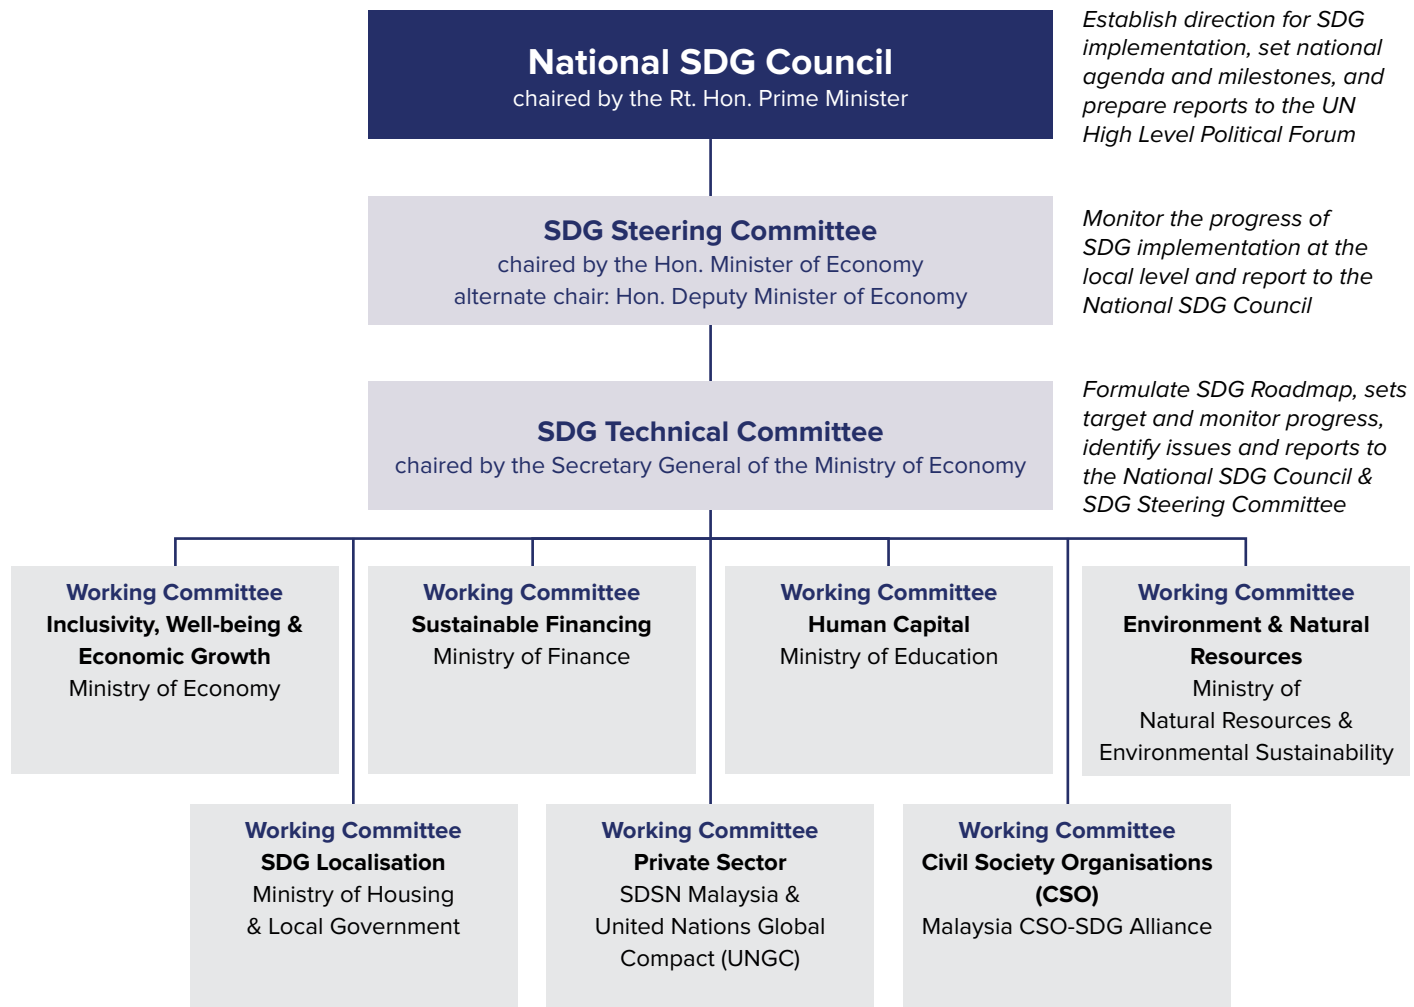 National SDG Council
chaired by the Rt. Hon. Prime Minister
Establish direction for SDG
implementation, set national
agenda and milestones, and
prepare reports to the UN
High Level Political Forum
SDG Steering Committee
chaired by the Hon. Minister of Economy
alternate chair: Hon. Deputy Minister of Economy
Monitor the progress of
SDG implementation at the
local level and report to the
National SDG Council
SDG Technical Committee
chaired by the Secretary General of the Ministry of Economy
Formulate SDG Roadmap, sets
target and monitor progress,
identify issues and reports to
the National SDG Council &
SDG Steering Committee
Working Committee
Inclusivity, Well-being &
Economic Growth
Ministry of Economy
Working Committee
Sustainable Financing
Ministry of Finance
Working Committee
Human Capital
Ministry of Education
Working Committee
Environment & Natural
Resources
Ministry of
Natural Resources &
Environmental Sustainability
Working Committee
SDG Localisation
Ministry of Housing
& Local Government
Working Committee
Private Sector
SDSN Malaysia &
United Nations Global
Compact (UNGC)
Working Committee
Civil Society Organisations
(CSO)
Malaysia CSO-SDG Alliance